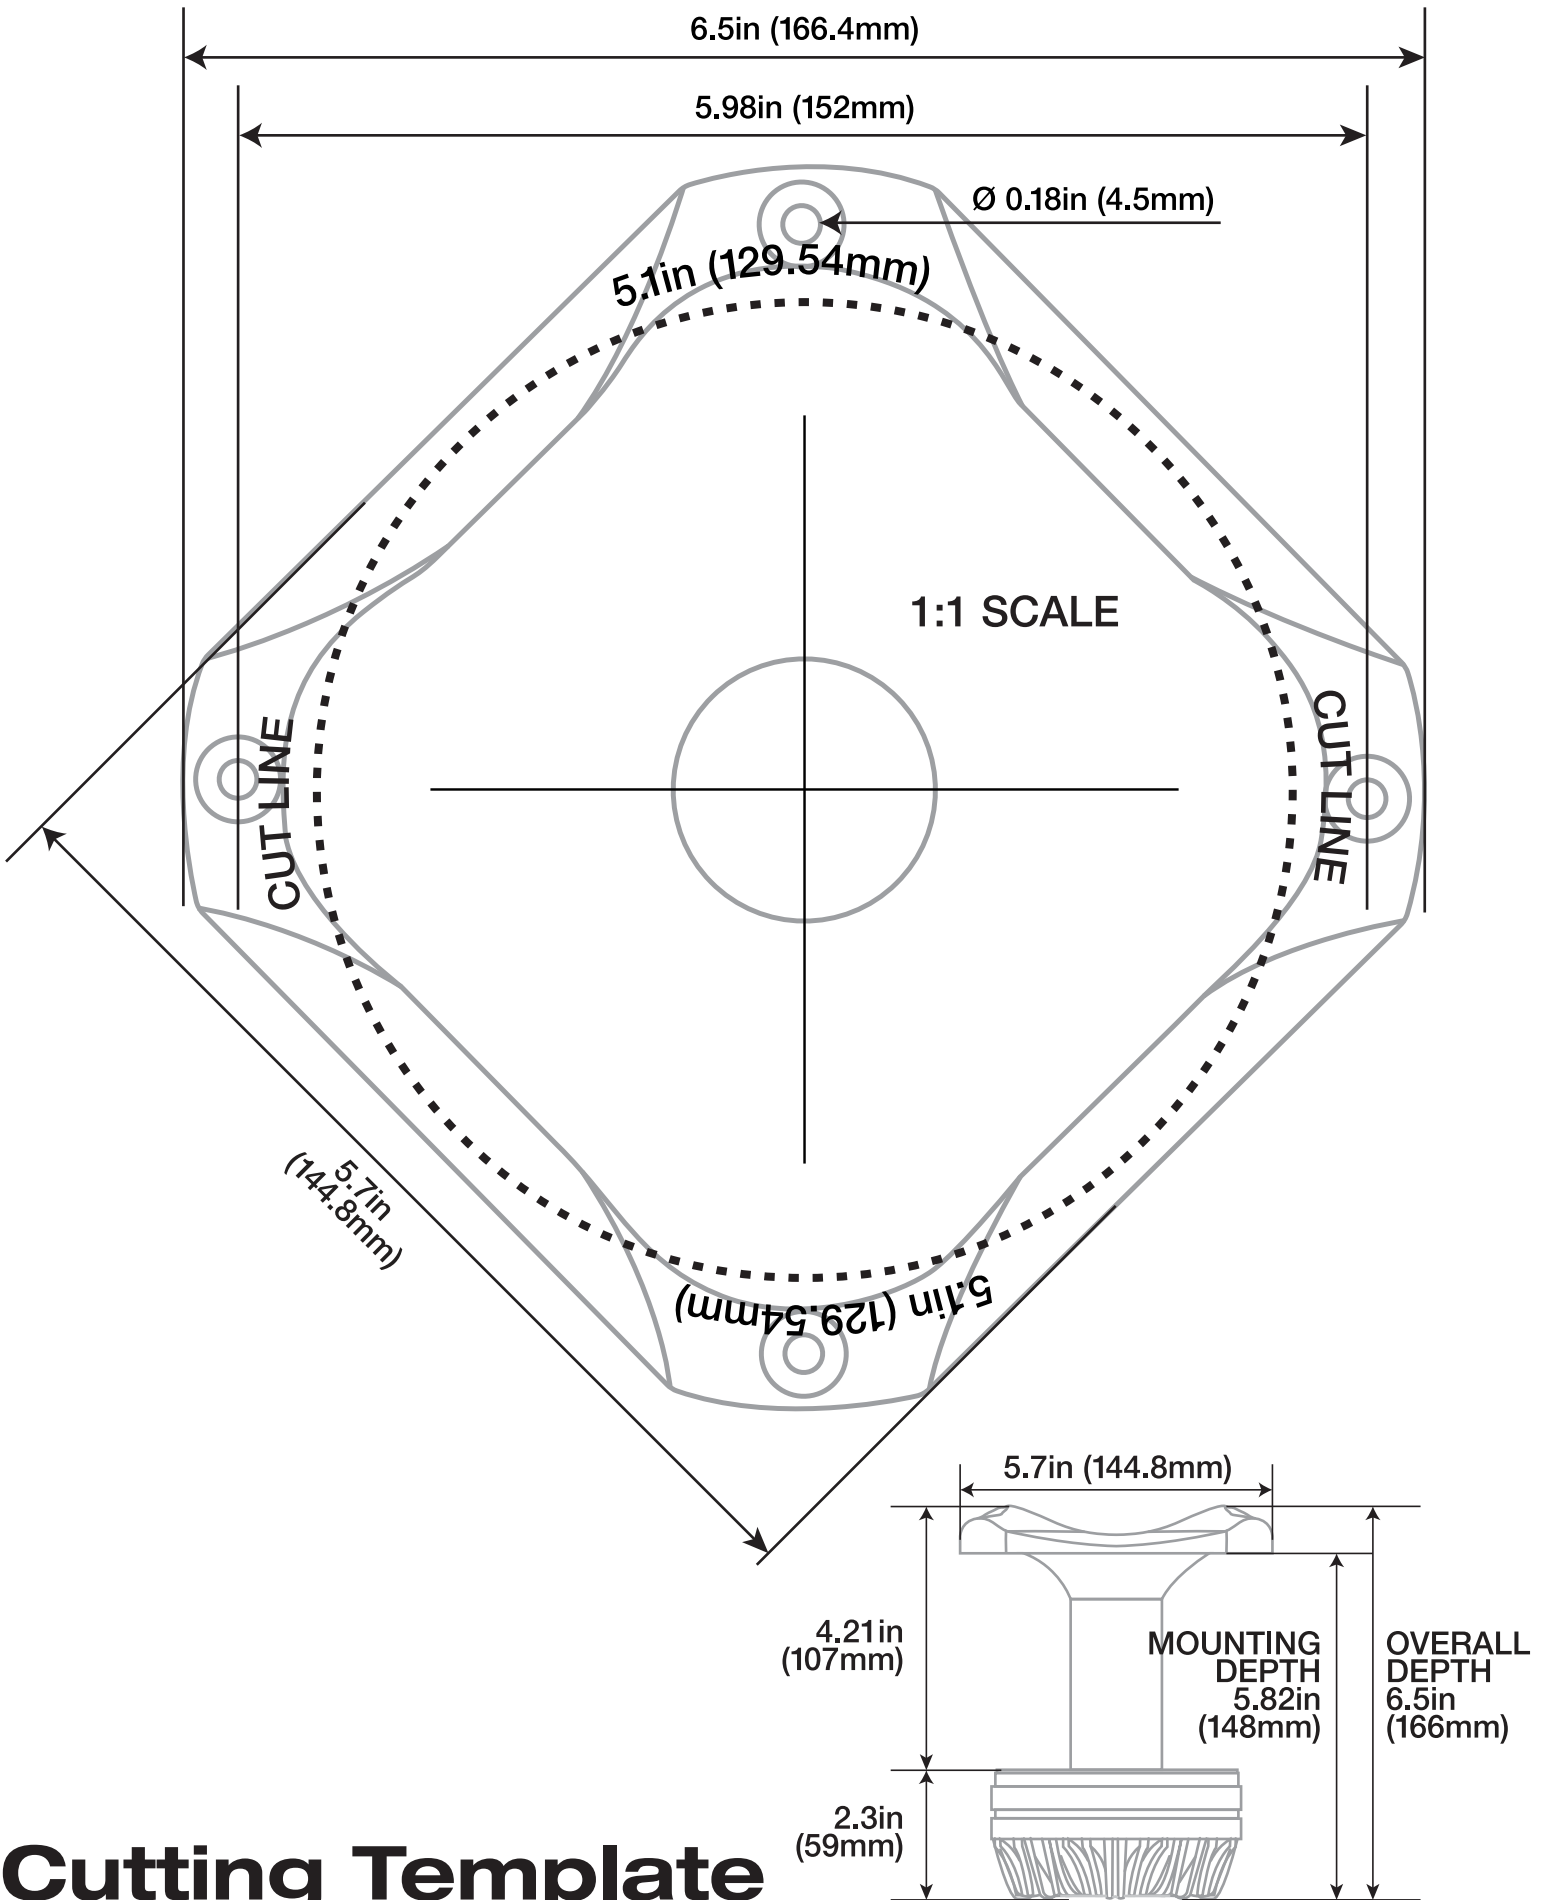 6.5in (166.4mm)
5.98in (152mm)
Ø 0.18in (4.5mm)
5.1in (129.54mm)
1:1 SCALE
CUT LINE
CUT LINE
5.7in
(144.8mm)
5.1in (129.54mm)
5.7in (144.8mm)
4.21in
(107mm)
MOUNTING
DEPTH
5.82in
(148mm)
OVERALL
DEPTH
6.5in
(166mm)
2.3in
(59mm)
Cutting Template